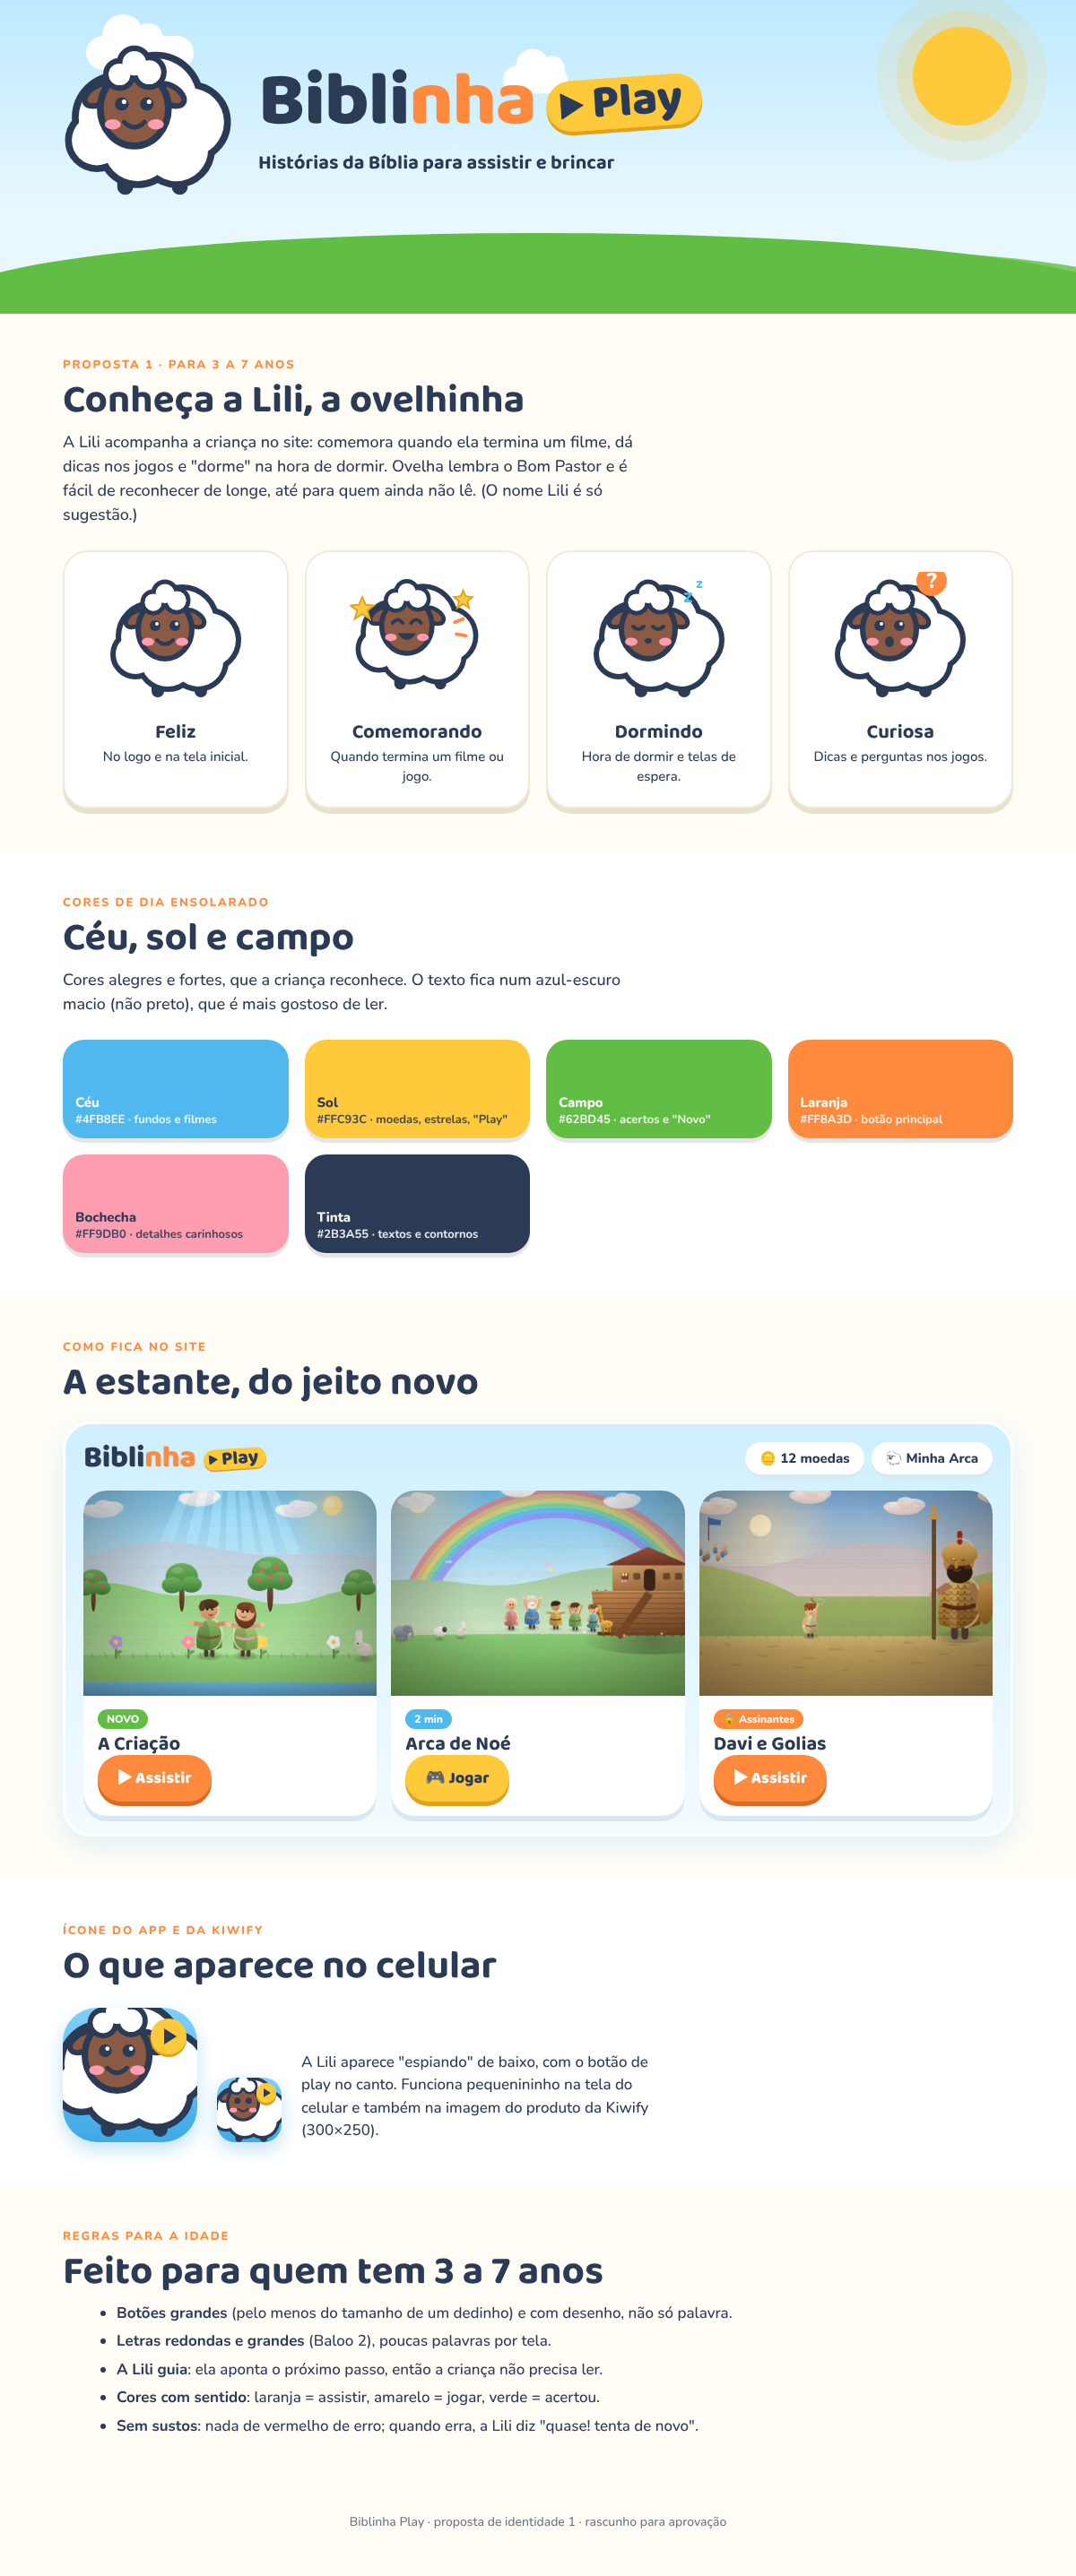 Biblinha Play
Histórias da Bíblia para assistir e brincar
PROPOSTA 1 · PARA 3 A 7 ANOS
Conheça a Lili, a ovelhinha
A Lili acompanha a criança no site: comemora quando ela termina um filme, dá
dicas nos jogos e "dorme" na hora de dormir. Ovelha lembra o Bom Pastor e é
fácil de reconhecer de longe, até para quem ainda não lê. (O nome Lili é só
sugestão.)
z
z
?
Feliz
No logo e na tela inicial.
Comemorando
Quando termina um filme ou
jogo.
Dormindo
Hora de dormir e telas de
espera.
Curiosa
Dicas e perguntas nos jogos.
CORES DE DIA ENSOLARADO
Céu, sol e campo
Cores alegres e fortes, que a criança reconhece. O texto fica num azul-escuro
macio (não preto), que é mais gostoso de ler.
Céu
#4FB8EE · fundos e filmes
Sol
#FFC93C · moedas, estrelas, "Play"
Campo
#62BD45 · acertos e "Novo"
Laranja
#FF8A3D · botão principal
Bochecha
#FF9DB0 · detalhes carinhosos
Tinta
#2B3A55 · textos e contornos
COMO FICA NO SITE
A estante, do jeito novo
Biblinha Play
12 moedas
Minha Arca
NOVO
A Criação
Assistir
2 min
Arca de Noé
Jogar
Assinantes
Davi e Golias
Assistir
ÍCONE DO APP E DA KIWIFY
O que aparece no celular
A Lili aparece "espiando" de baixo, com o botão de
play no canto. Funciona pequenininho na tela do
celular e também na imagem do produto da Kiwify
(300×250).
REGRAS PARA A IDADE
Feito para quem tem 3 a 7 anos
Botões grandes (pelo menos do tamanho de um dedinho) e com desenho, não só palavra.
Letras redondas e grandes (Baloo 2), poucas palavras por tela.
A Lili guia: ela aponta o próximo passo, então a criança não precisa ler.
Cores com sentido: laranja = assistir, amarelo = jogar, verde = acertou.
Sem sustos: nada de vermelho de erro; quando erra, a Lili diz "quase! tenta de novo".
Biblinha Play · proposta de identidade 1 · rascunho para aprovação